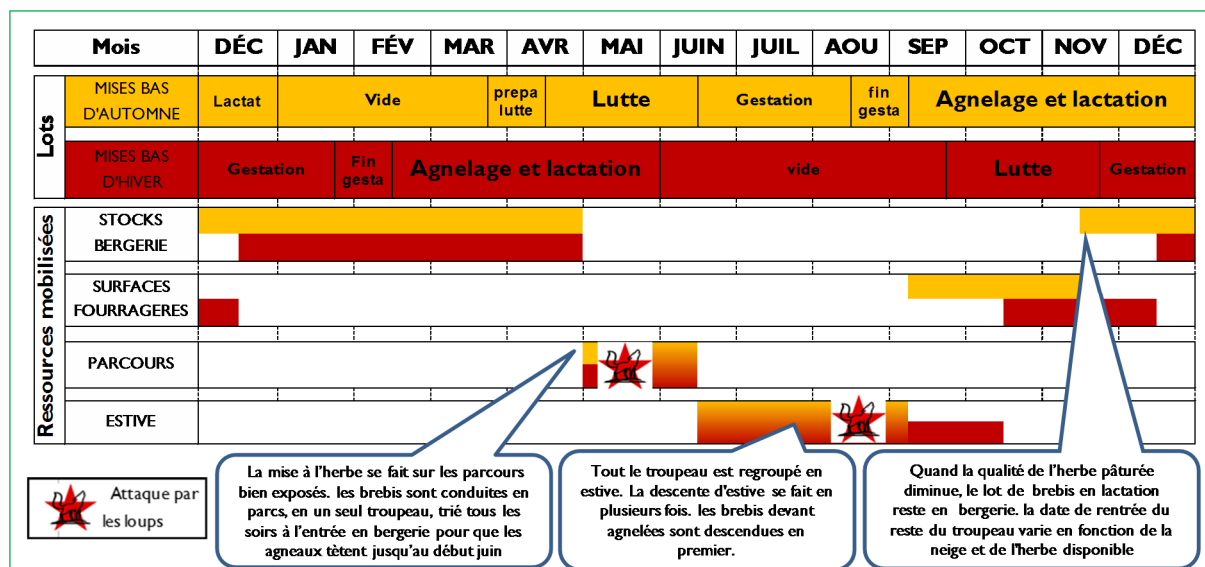 Mois DÉC JAN FÉV MAR AVR MAI JUIN JUIL AOU SEP OCT NOV DÉC
Lots
MISES BAS
D'AUTOMNE
Lactat Vide prepa lutte Lutte Gestation fin gesta Agnelage et lactation
MISES BAS
D'HIVER
Gestation Fin gesta Agnelage et lactation vide Lutte Gestation
Ressources mobilisées
STOCKS
BERGERIE
SURFACES
FOURRAGERES
PARCOURS
ESTIVE
La mise à l'herbe se fait sur les parcours
bien exposés. les brebis sont conduites en
parcs, en un seul troupeau, trié tous les
soirs à l'entrée en bergerie pour que les
agneaux tètent jusqu'au début juin
Tout le troupeau est regroupé en
estive. La descente d'estive se fait en
plusieurs fois. les brebis devant
agnelées sont descendues en
premier.
Quand la qualité de l'herbe pâturée
diminue, le lot de brebis en lactation
reste en bergerie. la date de rentrée du
reste du troupeau varie en fonction de la
neige et de l'herbe disponible
Attaque par
les loups